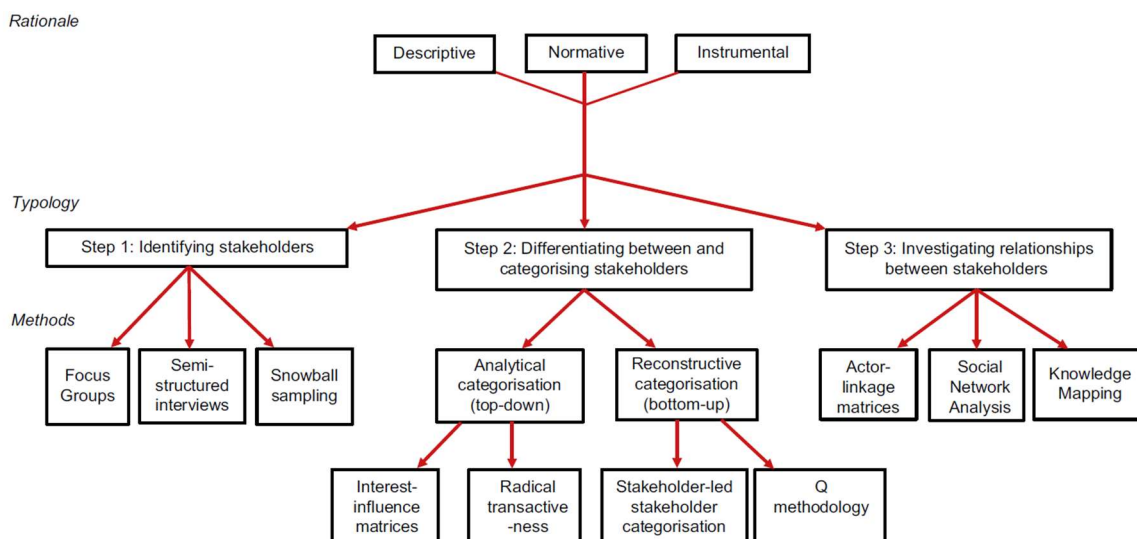 Rationale
Descriptive
Normative
Instrumental
Typology
Step 1: Identifying stakeholders
Step 2: Differentiating between and
categorising stakeholders
Step 3: Investigating relationships
between stakeholders
Methods
Focus
Groups
Semi-
structured
interviews
Snowball
sampling
Analytical
categorisation
(top-down)
Reconstructive
categorisation
(bottom-up)
Actor-
linkage
matrices
Social
Network
Analysis
Knowledge
Mapping
Interest-
influence
matrices
Radical
transactive
-ness
Stakeholder-led
stakeholder
categorisation
Q
methodology